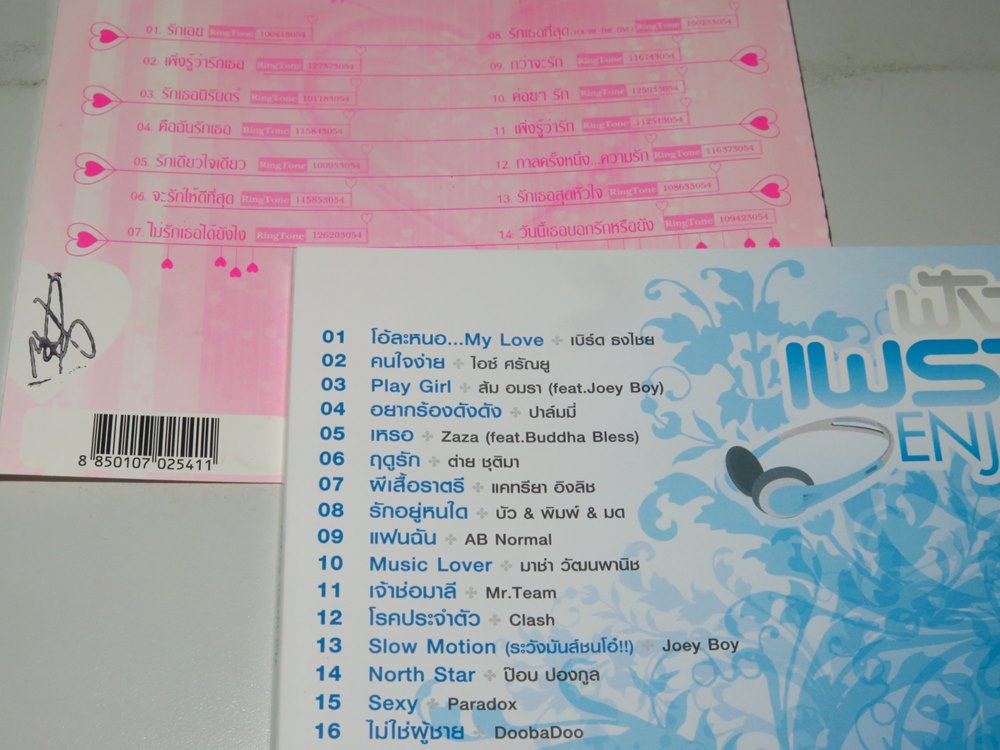 01. รักเอย RingTone 100413054
02. เพิ่งรู้ว่ารักเธอ RingTone 127373054
03. รักเธอนิรันดร์ RingTone 101183054
04. คือฉันรักเธอ RingTone 115843054
05. รักเดียวใจเดียว RingTone 100953054
06. จะรักให้ดีที่สุด RingTone 115853054
07. ไม่รักเธอได้ยังไง RingTone 126203054
08. รักเธอที่สุด RingTone 100233054
09. กว่าจะรัก RingTone 116743054
10. คอยา รัก RingTone 125933054
11. เพิ่งรู้ว่ารัก RingTone 112513054
12. กาลครั้งหนึ่ง...ความรัก RingTone 116373054
13. รักเธอสุดหัวใจ RingTone 108633054
14. วันนี้เธอบอกรักหรือยัง RingTone 109423054
8 850107 025411
ฟัง
เพรา
ENJ
01 โอ้ละหนอ...My Love เบิร์ด ธงไชย
02 คนใจง่าย ไอซ์ ศรัณยู
03 Play Girl ส้ม อมรา (feat.Joey Boy)
04 อยากร้องดังดัง ปาล์มมี่
05 เหรอ Zaza (feat.Buddha Bless)
06 ฤดูรัก ต่าย ชุติมา
07 ผีเสื้อราตรี แคทรียา อิงลิช
08 รักอยู่หนใด บัว & พิมพ์ & มด
09 แฟนฉัน AB Normal
10 Music Lover มาช่า วัฒนพานิช
11 เจ้าช่อมาลี Mr.Team
12 โรคประจำตัว Clash
13 Slow Motion (ระวังมันส์ชนโอ๋!!) Joey Boy
14 North Star ป๊อบ ปองกูล
15 Sexy Paradox
16 ไม่ใช่ผู้ชาย DoobaDoo